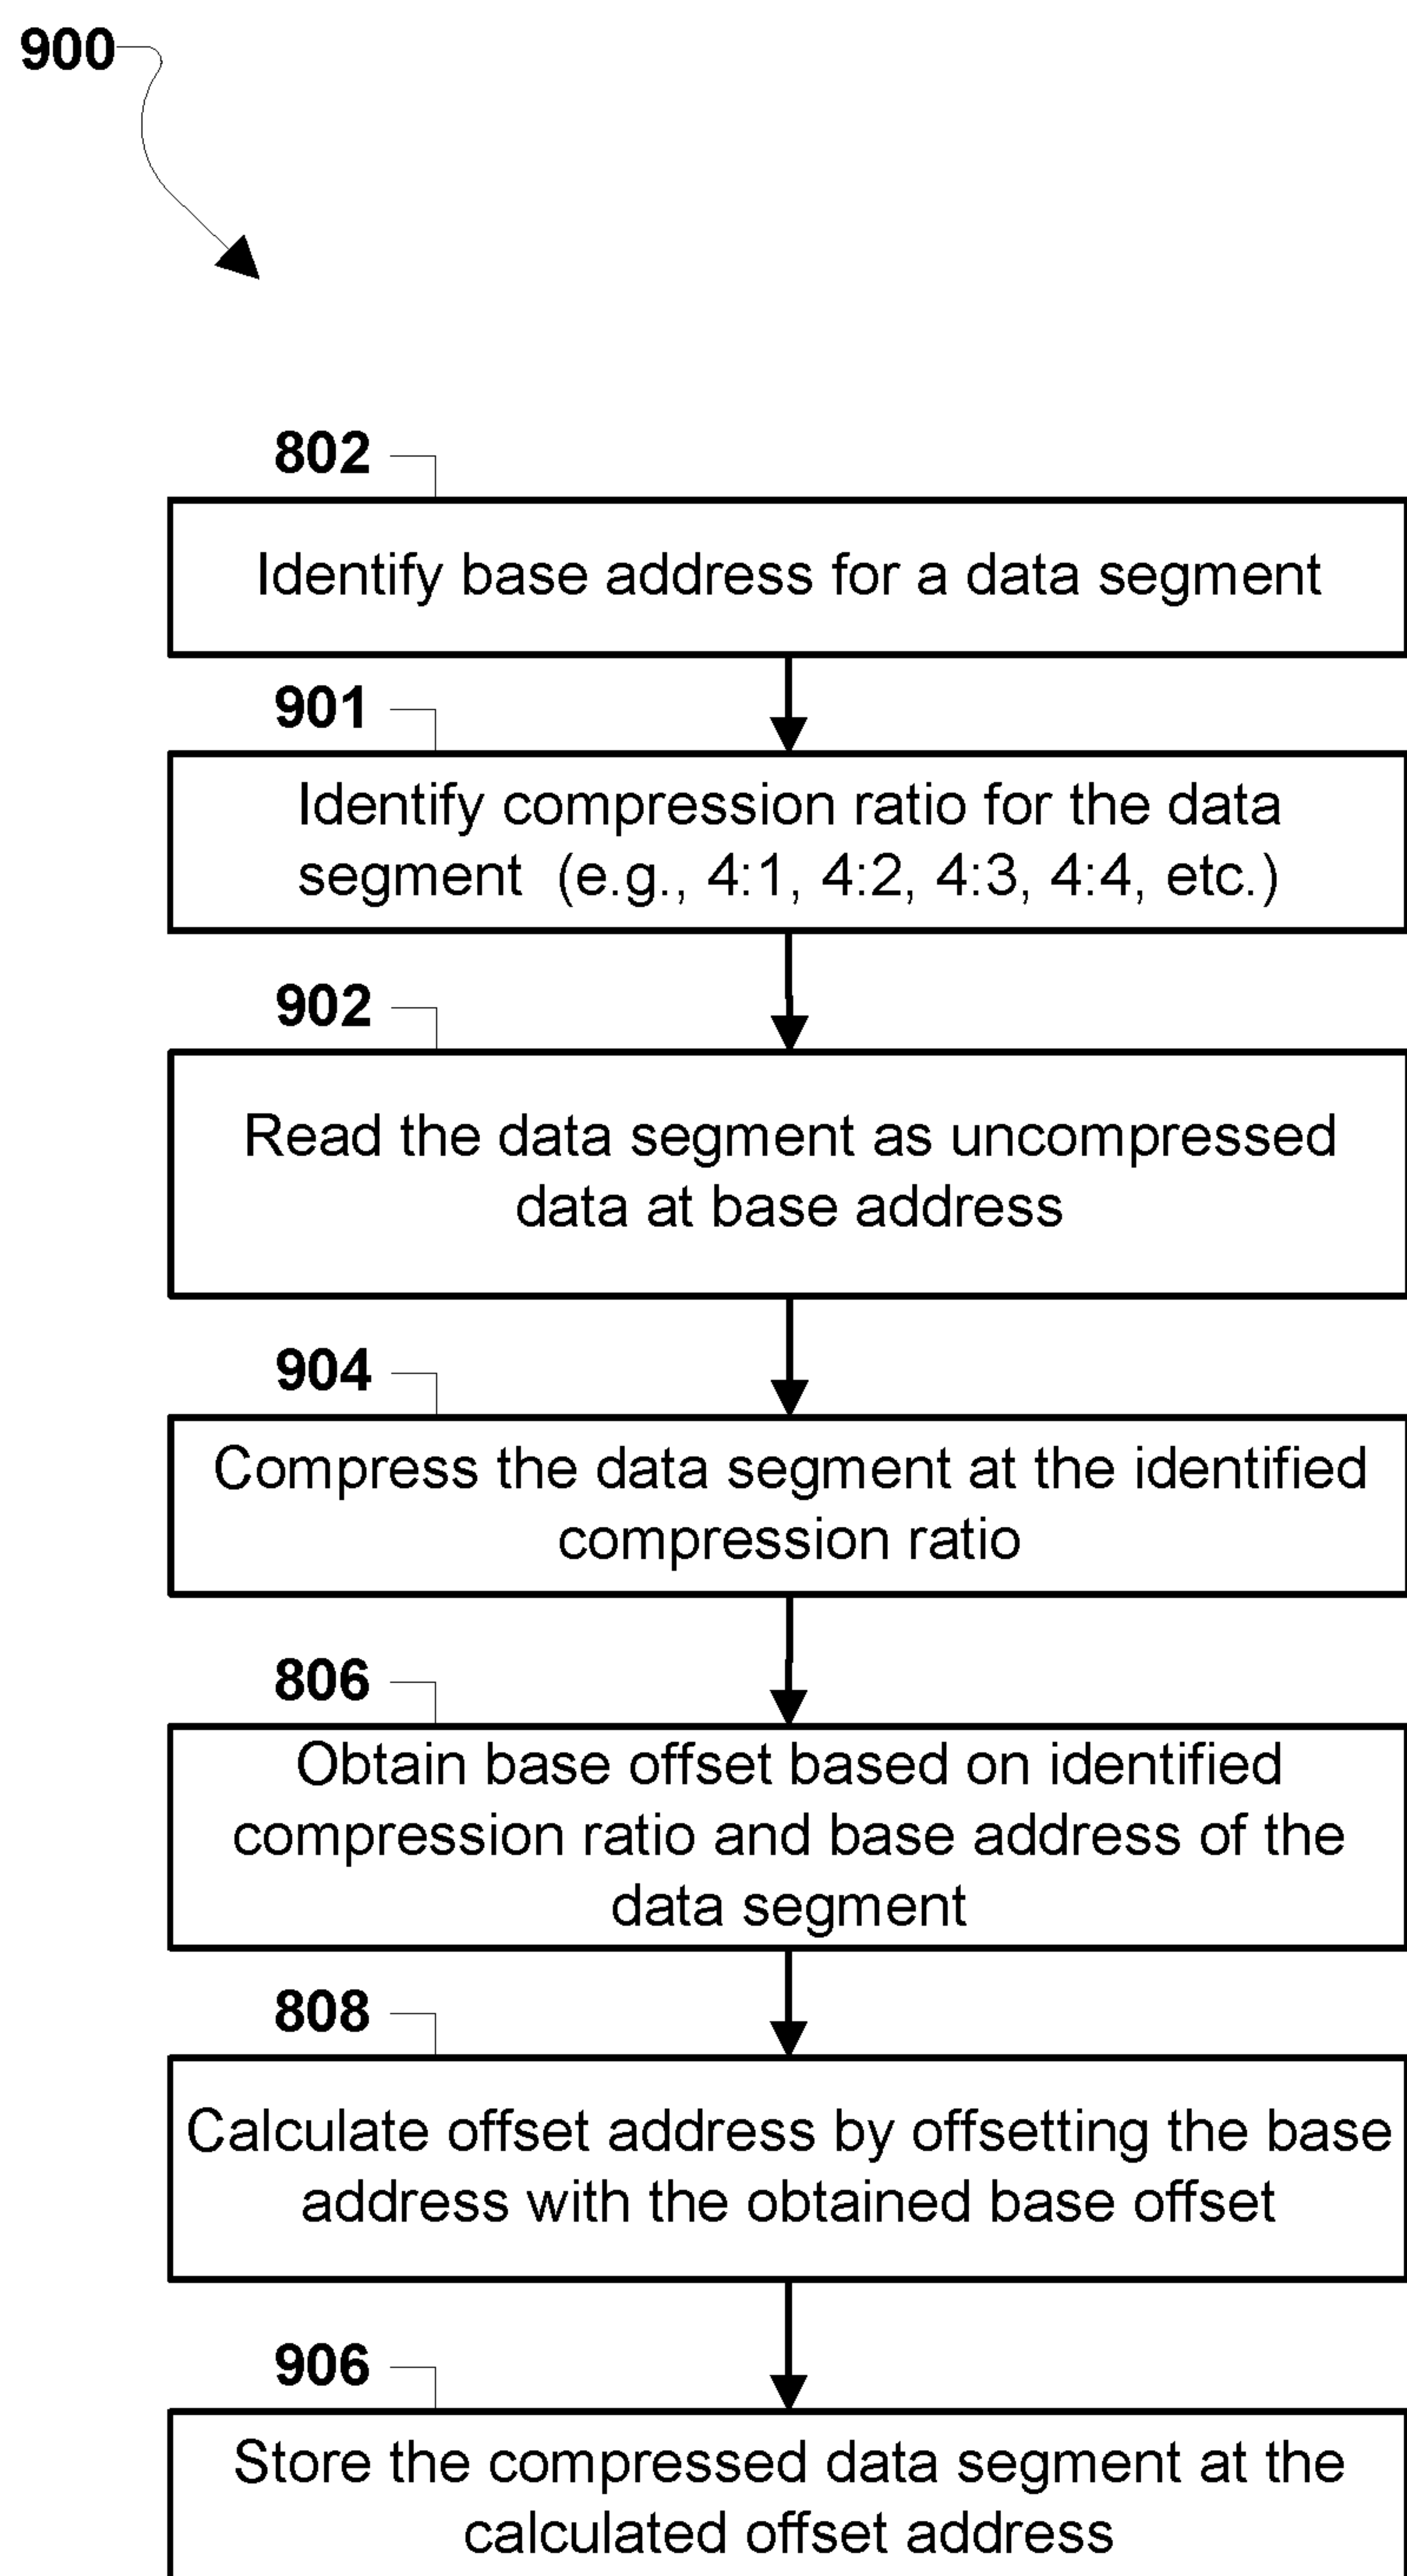 900
802
Identify base address for a data segment
901
Identify compression ratio for the data
segment (e.g., 4:1, 4:2, 4:3, 4:4, etc.)
902
Read the data segment as uncompressed
data at base address
904
Compress the data segment at the identified
compression ratio
806
Obtain base offset based on identified
compression ratio and base address of the
data segment
808
Calculate offset address by offsetting the base
address with the obtained base offset
906
Store the compressed data segment at the
calculated offset address